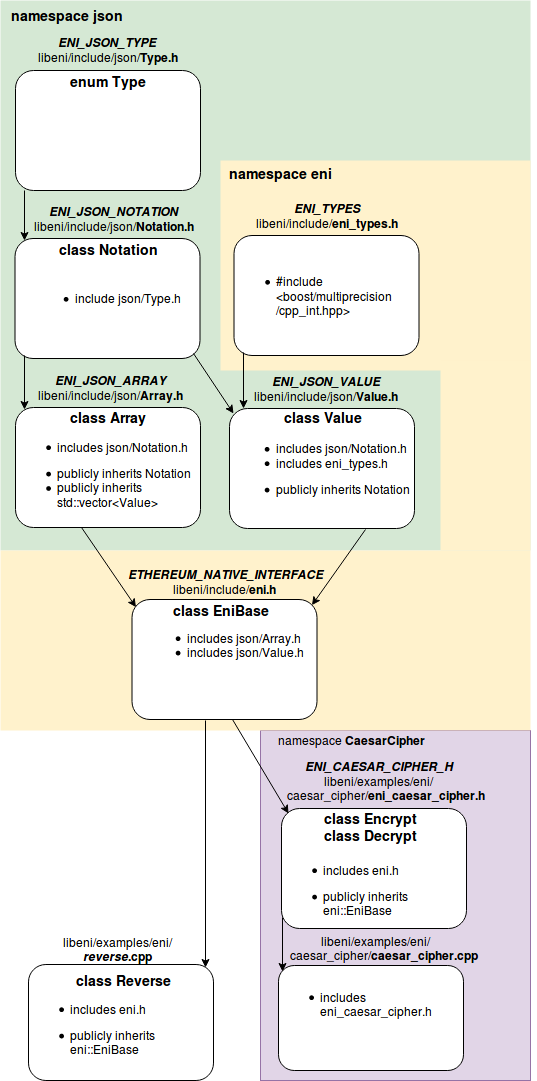 namespace json
ENI_JSON_TYPE
libeni/include/json/Type.h
enum Type
namespace eni
ENI_JSON_NOTATION
libeni/include/json/Notation.h
class Notation
• include json/Type.h
ENI_TYPES
libeni/include/eni_types.h
• #include
<boost/multiprecision
/cpp_int.hpp>
ENI_JSON_ARRAY
libeni/include/json/Array.h
class Array
• includes json/Notation.h
• publicly inherits Notation
• publicly inherits
std::vector<Value>
ENI_JSON_VALUE
libeni/include/json/Value.h
class Value
• includes json/Notation.h
• includes eni_types.h
• publicly inherits Notation
ETHEREUM_NATIVE_INTERFACE
libeni/include/eni.h
class EniBase
• includes json/Array.h
• includes json/Value.h
namespace CaesarCipher
ENI_CAESAR_CIPHER_H
libeni/examples/eni/
caesar_cipher/eni_caesar_cipher.h
class Encrypt
class Decrypt
• includes eni.h
• publicly inherits
eni::EniBase
libeni/examples/eni/
reverse.cpp
class Reverse
• includes eni.h
• publicly inherits
eni::EniBase
libeni/examples/eni/
caesar_cipher/caesar_cipher.cpp
• includes
eni_caesar_cipher.h